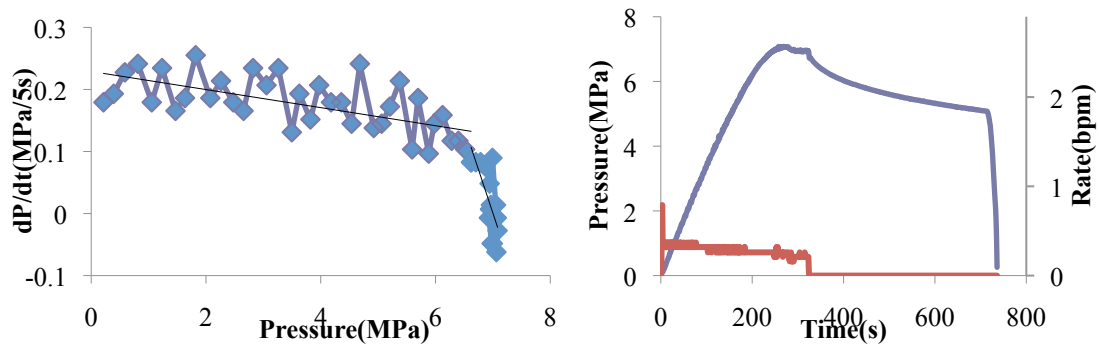 0.3
0.2
0.1
0
-0.1
dP/dt(MPa/5s)
0 2 4 6 8
Pressure(MPa)
8
6
4
2
0
Pressure(MPa)
2
1
0
Rate(bpm)
0 200 400 600 800
Time(s)